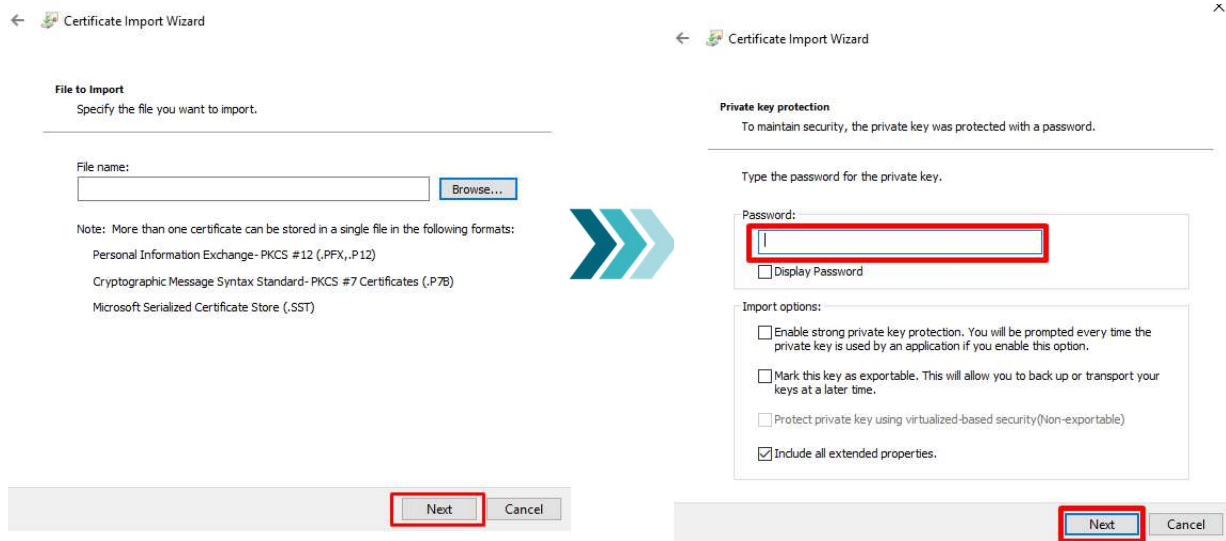 Certificate Import Wizard
File to Import
Specify the file you want to import.
File name:
Browse...
Note: More than one certificate can be stored in a single file in the following formats:
Personal Information Exchange- PKCS #12 (.PFX,.P12)
Cryptographic Message Syntax Standard- PKCS #7 Certificates (.P7B)
Microsoft Serialized Certificate Store (.SST)
Next
Cancel
Certificate Import Wizard
Private key protection
To maintain security, the private key was protected with a password.
Type the password for the private key.
Password:
Display Password
Import options:
Enable strong private key protection. You will be prompted every time the
private key is used by an application if you enable this option.
Mark this key as exportable. This will allow you to back up or transport your
keys at a later time.
Protect private key using virtualized-based security(Non-exportable)
Include all extended properties.
Next
Cancel